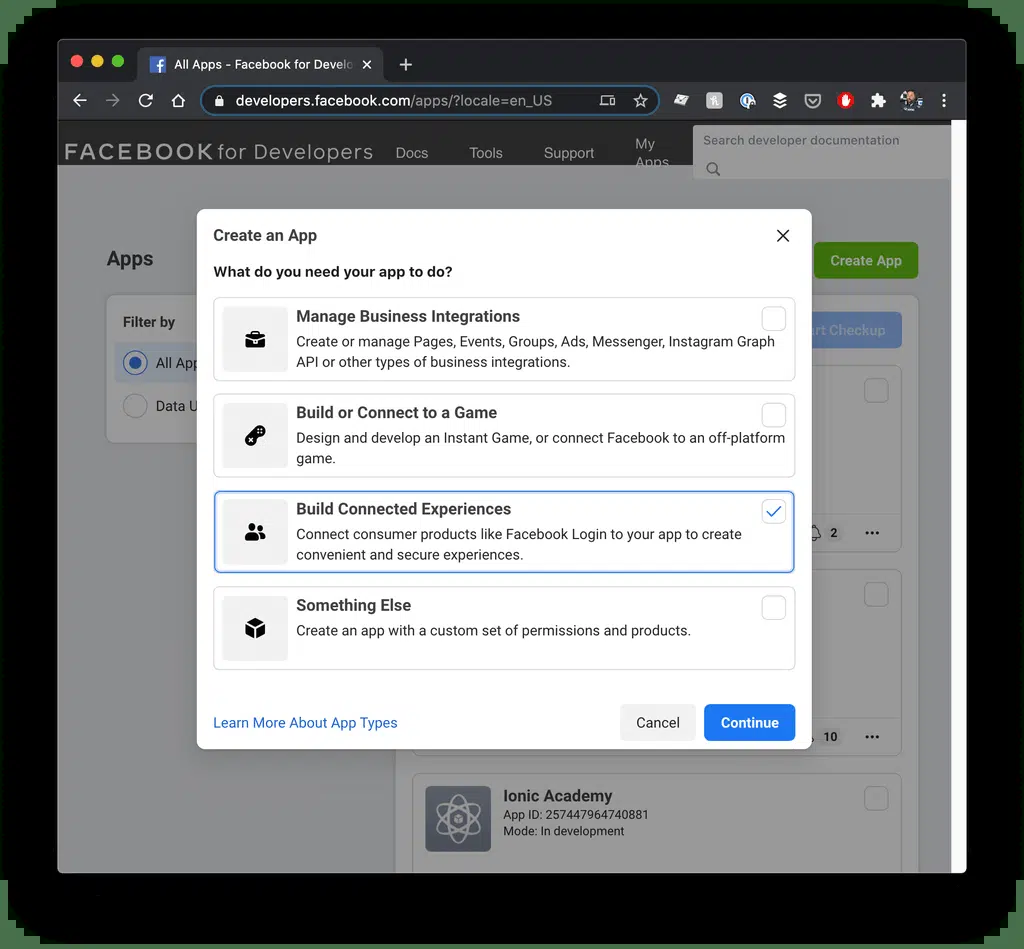 All Apps - Facebook for Develo
developers.facebook.com/apps/?locale=en_US
FACEBOOK for Developers
Docs
Tools
Support
My Apps
Search developer documentation
Create an App
What do you need your app to do?
Apps
Create App
Filter by
All App
Data U
rt Checkup
Manage Business Integrations
Create or manage Pages, Events, Groups, Ads, Messenger, Instagram Graph
API or other types of business integrations.
Build or Connect to a Game
Design and develop an Instant Game, or connect Facebook to an off-platform
game.
Build Connected Experiences
Connect consumer products like Facebook Login to your app to create
convenient and secure experiences.
2
Something Else
Create an app with a custom set of permissions and products.
Learn More About App Types
Cancel
Continue
10
Ionic Academy
App ID: 257447964740881
Mode: In development